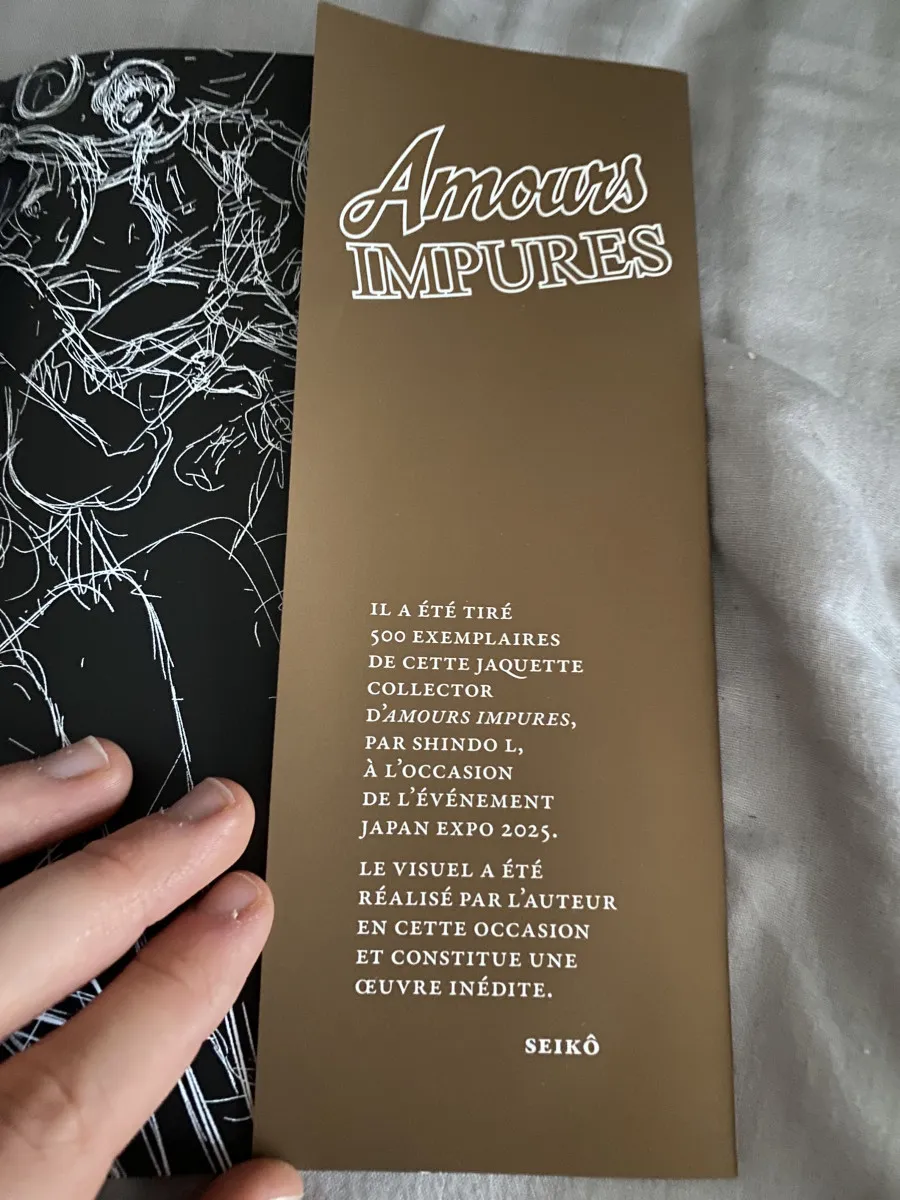 Amours
IMPURES
IL A ÉTÉ TIRÉ
500 EXEMPLAIRES
DE CETTE JAQUETTE
COLLECTOR
D'AMOURS IMPURES,
PAR SHINDO L,
À L'OCCASION
DE L'ÉVÉNEMENT
JAPAN EXPO 2025.
LE VISUEL A ÉTÉ
RÉALISÉ PAR L'AUTEUR
EN CETTE OCCASION
ET CONSTITUE UNE
ŒUVRE INÉDITE.
SEIKÔ